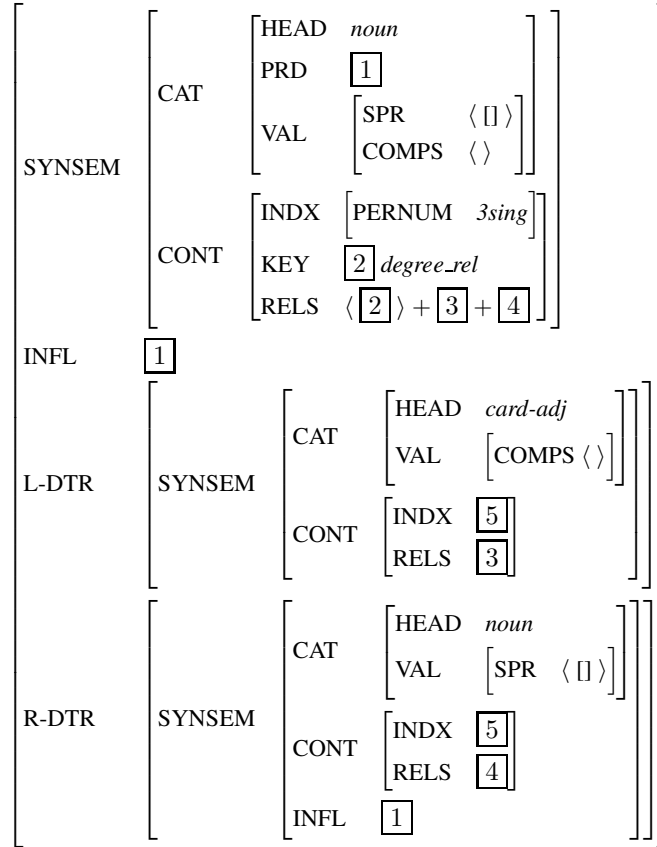 HEAD noun
PRD 1
CAT
VAL SPR ⟨ [] ⟩
COMPS ⟨ ⟩
SYNSEM
INDX [PERNUM 3sing]
CONT KEY 2 degree_rel
RELS ⟨ 2 ⟩ + 3 + 4
INFL 1
HEAD card-adj
CAT
VAL [COMPS ⟨ ⟩]
L-DTR SYNSEM
INDX 5
CONT
RELS 3
HEAD noun
CAT
VAL [SPR ⟨ [] ⟩]
R-DTR SYNSEM
INDX 5
CONT
RELS 4
INFL 1